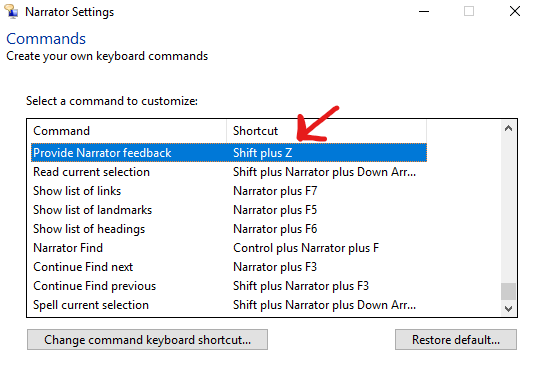 Narrator Settings
Commands
Create your own keyboard commands
Select a command to customize:
Command Shortcut
Provide Narrator feedback Shift plus Z
Read current selection Shift plus Narrator plus Down Arr...
Show list of links Narrator plus F7
Show list of landmarks Narrator plus F5
Show list of headings Narrator plus F6
Narrator Find Control plus Narrator plus F
Continue Find next Narrator plus F3
Continue Find previous Shift plus Narrator plus F3
Spell current selection Shift plus Narrator plus Down Arr...
Change command keyboard shortcut... Restore default...